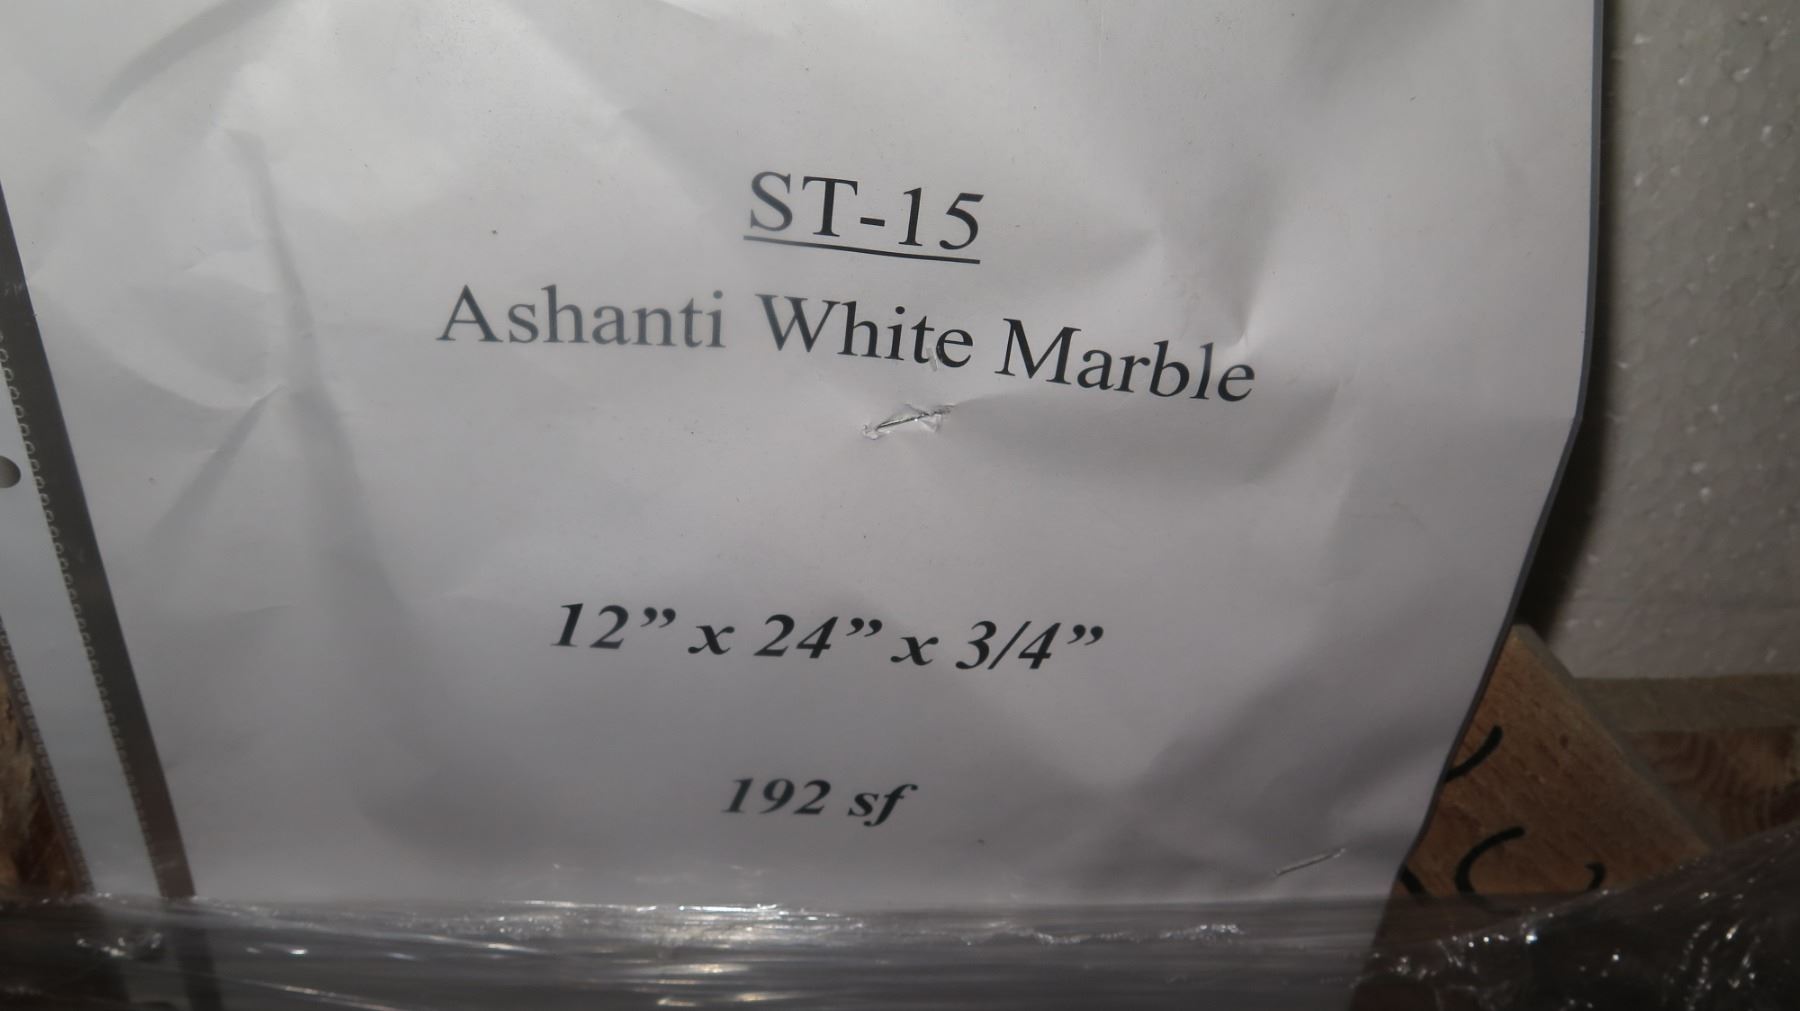 ST-15
Ashanti White Marble
12” x 24” x 3/4”
192 sf